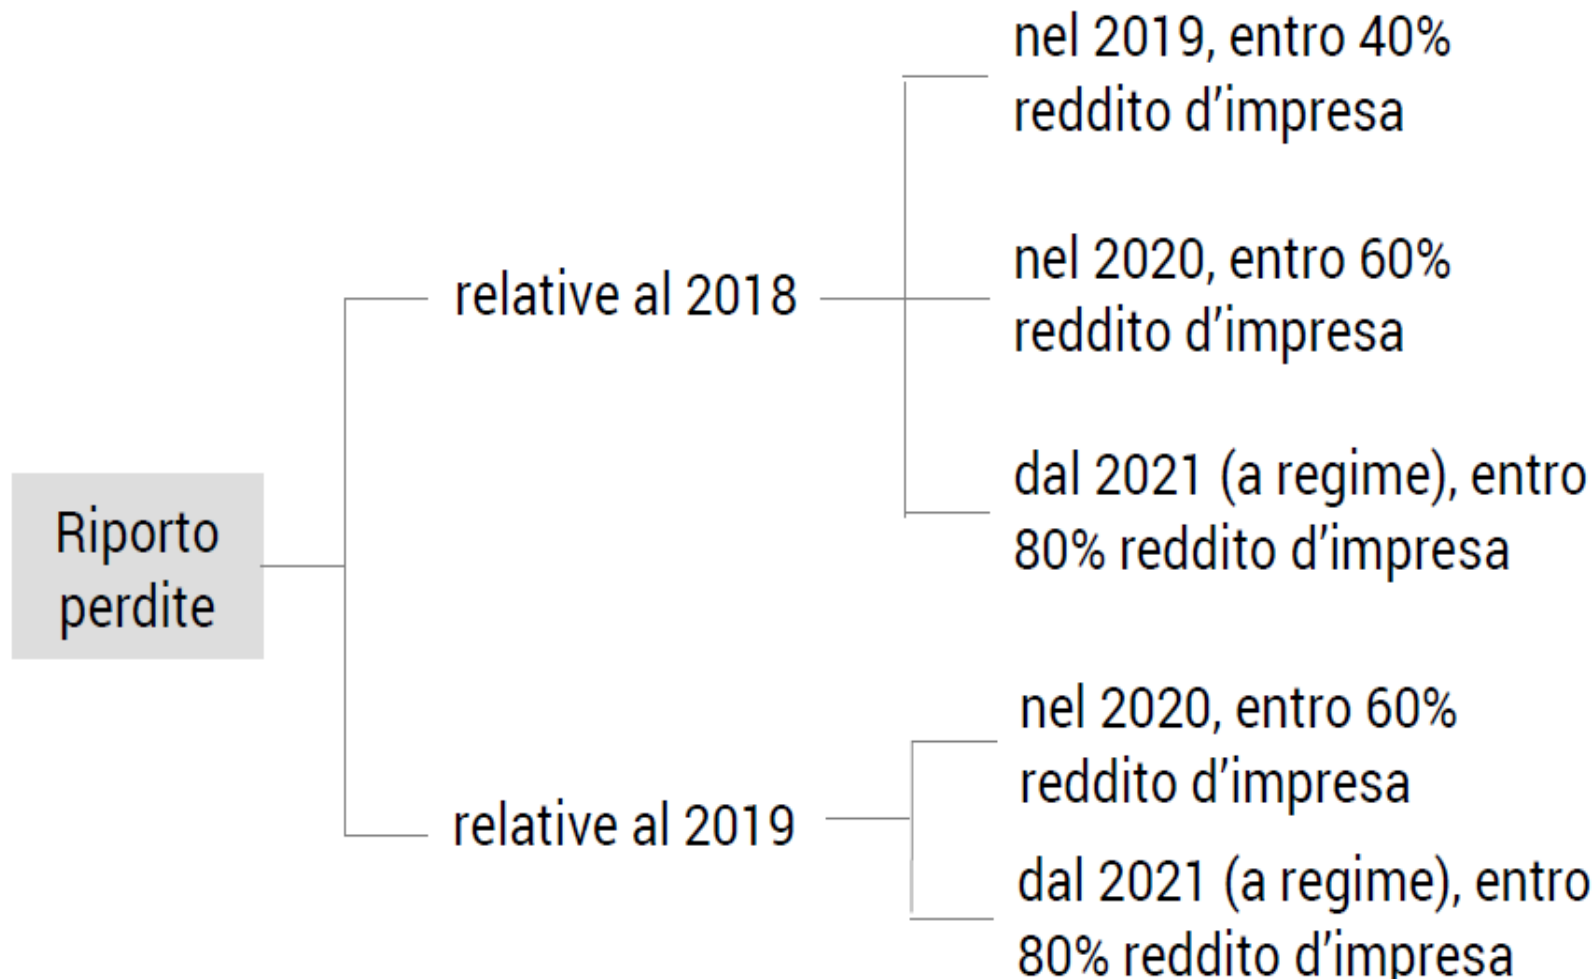 Riporto
perdite
relative al 2018
nel 2019, entro 40%
reddito d’impresa
nel 2020, entro 60%
reddito d’impresa
dal 2021 (a regime), entro
80% reddito d’impresa
relative al 2019
nel 2020, entro 60%
reddito d’impresa
dal 2021 (a regime), entro
80% reddito d’impresa